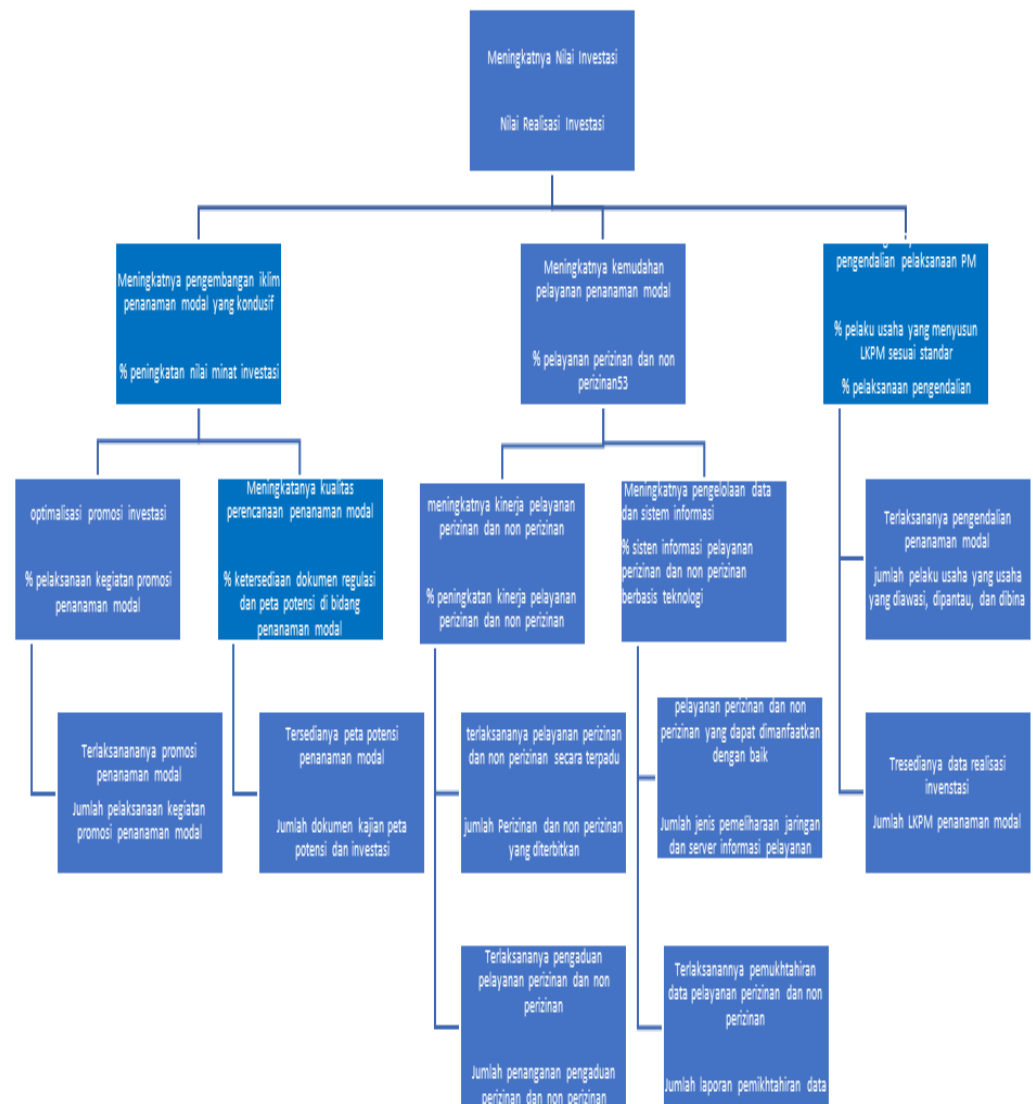 Meningkatnya Nilai Investasi
Nilai Realisasi Investasi
Meningkatnya pengembangan iklim
penanaman modal yang kondusif
% peningkatan nilai minat investasi
Meningkatnya kemudahan
pelayanan penanaman modal
% pelayanan perizinan dan non
perizinan53
pengendalian pelaksanaan PM
% pelaku usaha yang menyusun
LKPM sesuai standar
% pelaksanaan pengendalian
optimalisasi promosi investasi
% pelaksanaan kegiatan promosi
penanaman modal
Meningkatanya kualitas
perencanaan penanaman modal
% ketersediaan dokumen regulasi
dan peta potensi di bidang
penanaman modal
meningkatnya kinerja pelayanan
perizinan dan non perizinan
% peningkatan kinerja pelayanan
perizinan dan non perizinan
Meningkatnya pengelolaan data
dan sistem informasi
% sisten informasi pelayanan
perizinan dan non perizinan
berbasis teknologi
Terlaksananya pengendalian
penanaman modal
jumlah pelaku usaha yang usaha
yang diawasi, dipantau, dan dibina
Terlaksanananya promosi
penanaman modal
Jumlah pelaksanaan kegiatan
promosi penanaman modal
Tersedianya peta potensi
penanaman modal
Jumlah dokumen kajian peta
potensi dan investasi
terlaksananya pelayanan perizinan
dan non perizinan secara terpadu
jumlah Perizinan dan non perizinan
yang diterbitkan
pelayanan perizinan dan non
perizinan yang dapat dimanfaatkan
dengan baik
Jumlah jenis pemeliharaan jaringan
dan server informasi pelayanan
Tresedianya data realisasi
invenstasi
Jumlah LKPM penanaman modal
Terlaksananya pengaduan
pelayanan perizinan dan non
perizinan
Jumlah penanganan pengaduan
perizinan dan non perizinan
Terlaksanannya pemukhtahiran
data pelayanan perizinan dan non
perizinan
Jumlah laporan pemikhtahiran data